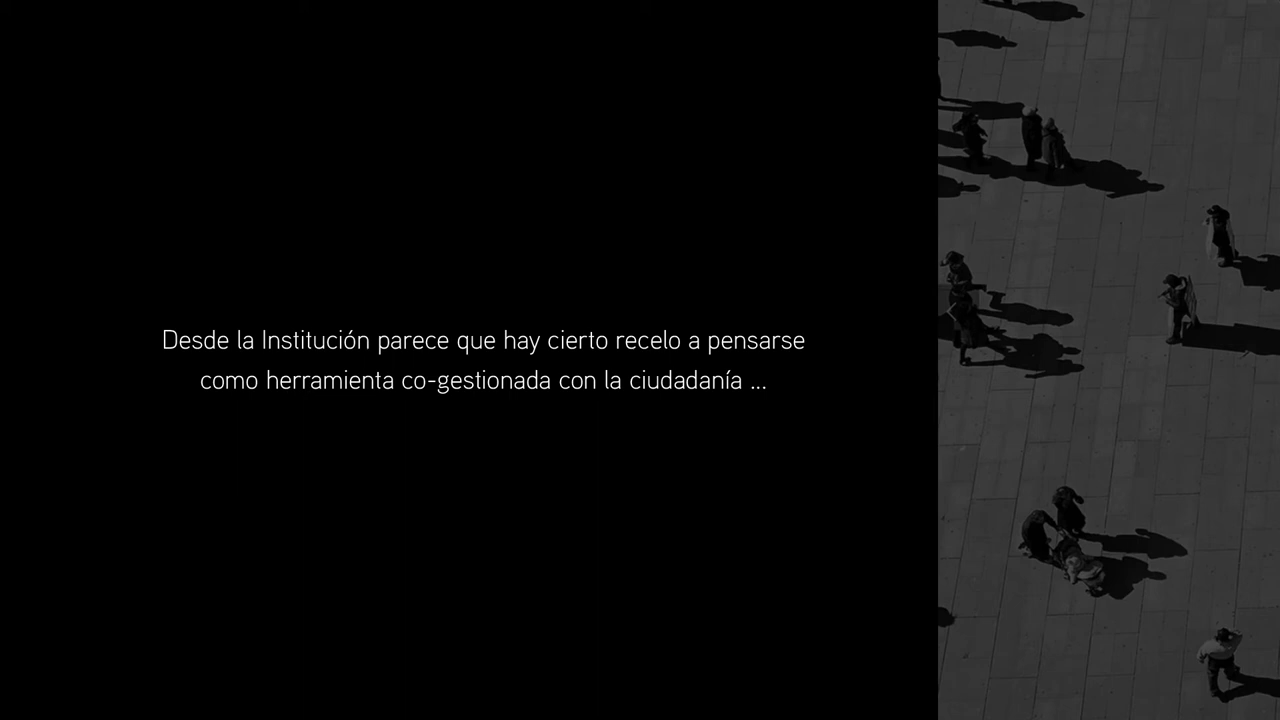 Desde la Institución parece que hay cierto recelo a pensarse
como herramienta co-gestionada con la ciudadanía ...